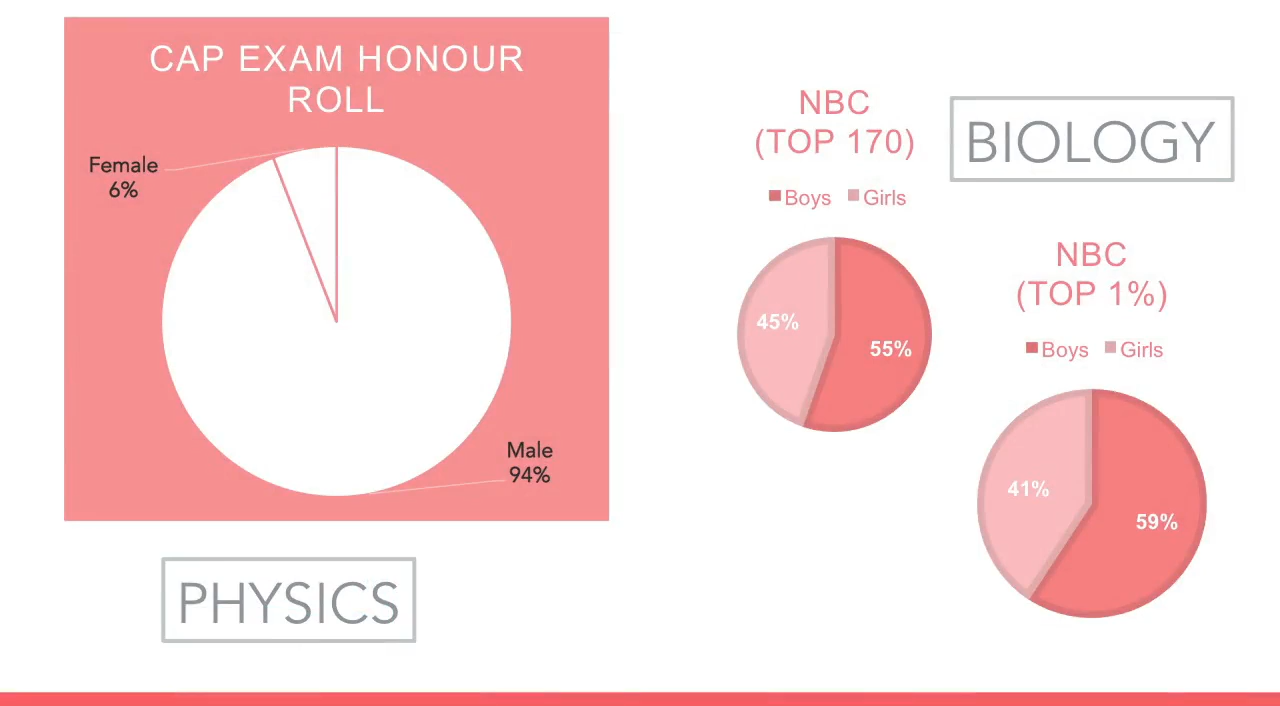 CAP EXAM HONOUR
ROLL
Female
6%
Male
94%
PHYSICS
NBC
(TOP 170)
Boys Girls
45%
55%
BIOLOGY
NBC
(TOP 1%)
Boys Girls
41%
59%